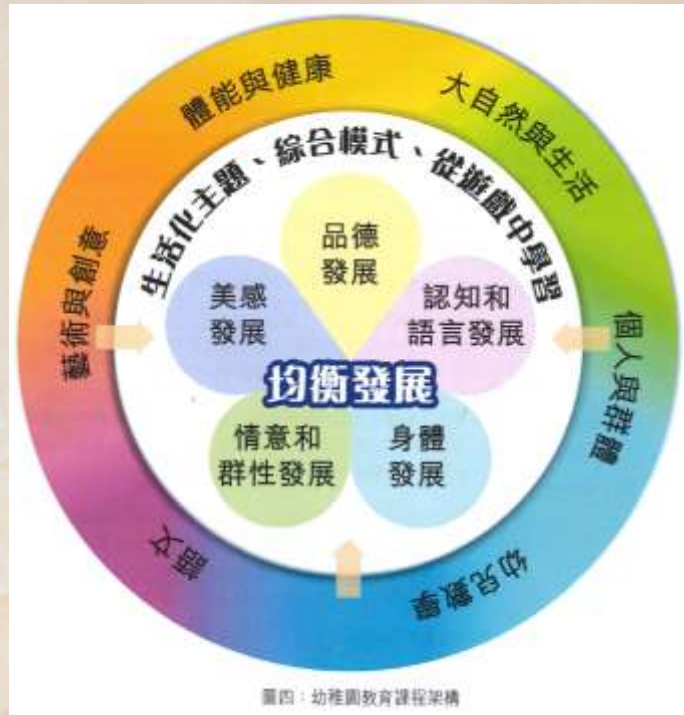 體能與健康
大自然與生活
個人與群體
幼兒數學
語文
藝術與創意
生活化主題、綜合模式、從遊戲中學習
品德
發展
美感
發展
認知和
語言發展
均衡發展
情意和
群性發展
身體
發展
圖四：幼稚園教育課程架構